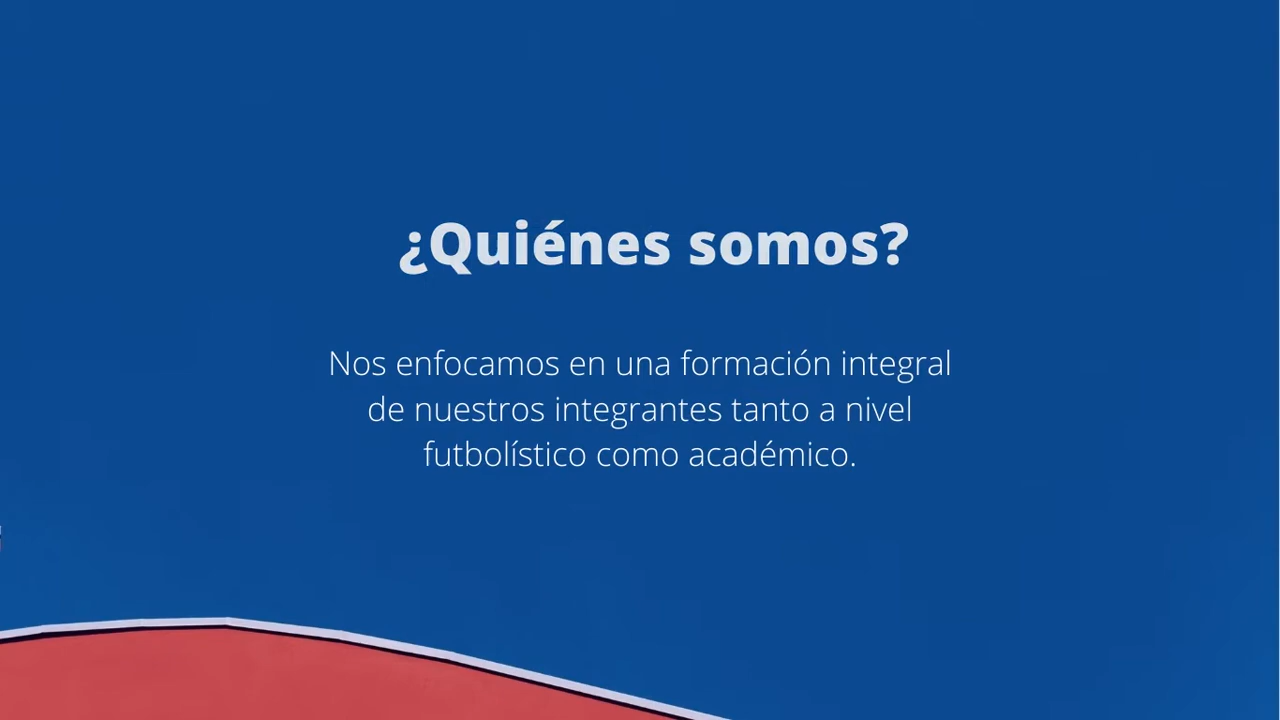 ¿Quiénes somos?
Nos enfocamos en una formación integral
de nuestros integrantes tanto a nivel
futbolístico como académico.